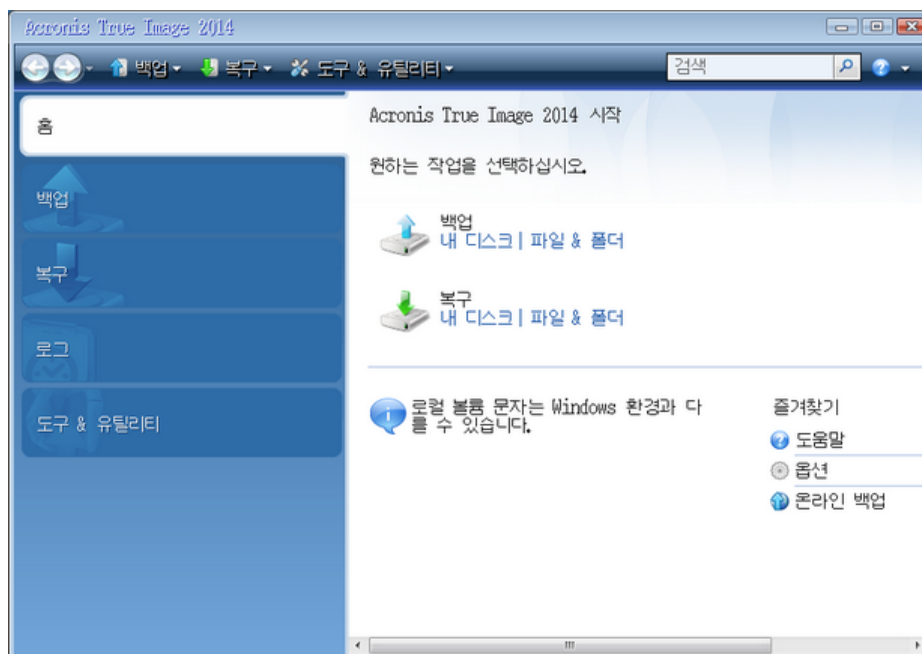 Acronis True Image 2014
백업 복구 도구 & 유틸리티 검색
홈
백업
복구
로그
도구 & 유틸리티
Acronis True Image 2014 시작
원하는 작업을 선택하십시오.
백업
내 디스크 | 파일 & 폴더
복구
내 디스크 | 파일 & 폴더
로컬 볼륨 문자는 Windows 환경과 다
를 수 있습니다.
즐겨찾기
도움말
옵션
온라인 백업